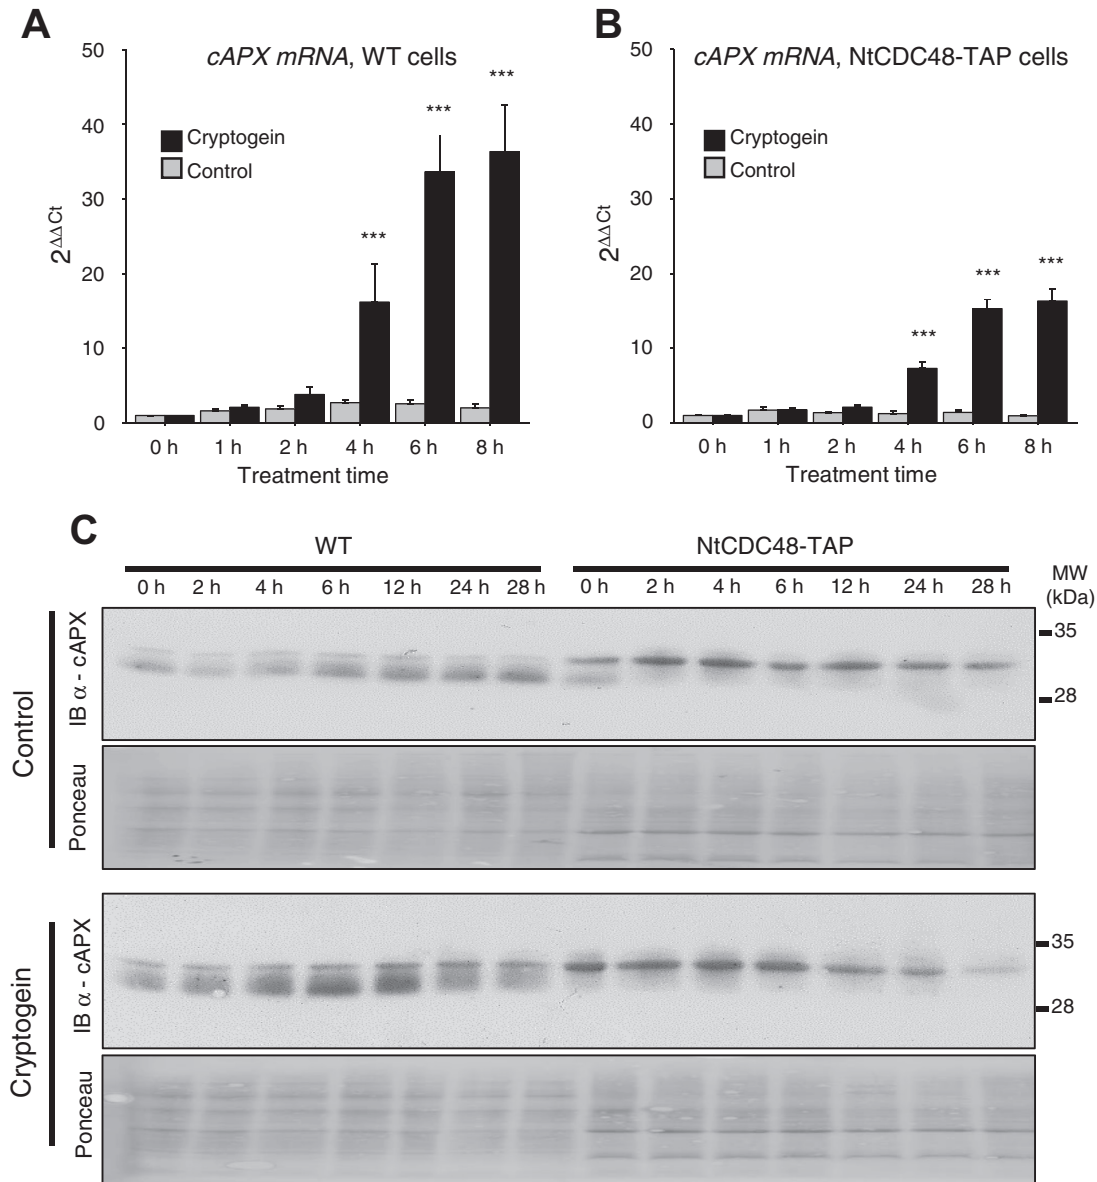 A
cAPX mRNA, WT cells
50
40
30
20
10
0
2ΔΔCt
Cryptogein
Control
***
***
***
0 h 1 h 2 h 4 h 6 h 8 h
Treatment time
B
cAPX mRNA, NtCDC48-TAP cells
50
40
30
20
10
0
2ΔΔCt
Cryptogein
Control
***
***
***
0 h 1 h 2 h 4 h 6 h 8 h
Treatment time
C
WT NtCDC48-TAP
0 h 2 h 4 h 6 h 12 h 24 h 28 h 0 h 2 h 4 h 6 h 12 h 24 h 28 h
MW
(kDa)
Control
IB α - cAPX
35
28
Ponceau
Cryptogein
IB α - cAPX
35
28
Ponceau